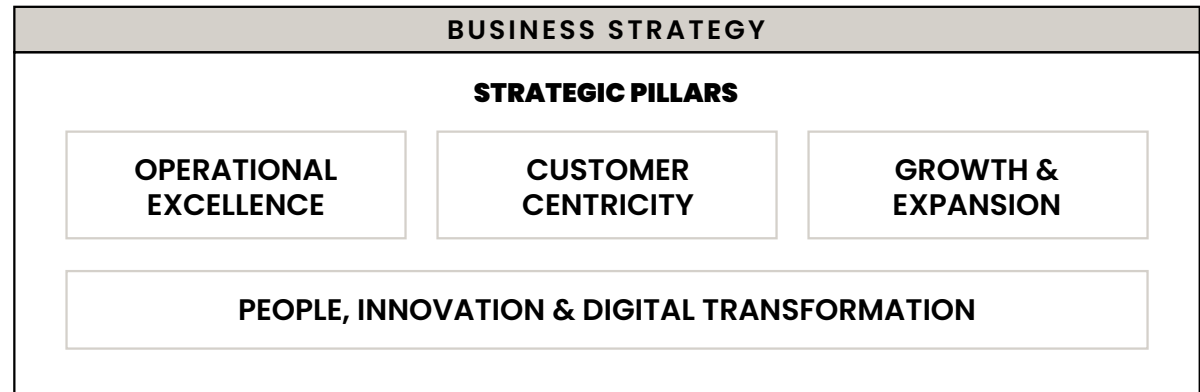 BUSINESS STRATEGY
STRATEGIC PILLARS
OPERATIONAL
EXCELLENCE
CUSTOMER
CENTRICITY
GROWTH &
EXPANSION
PEOPLE, INNOVATION & DIGITAL TRANSFORMATION